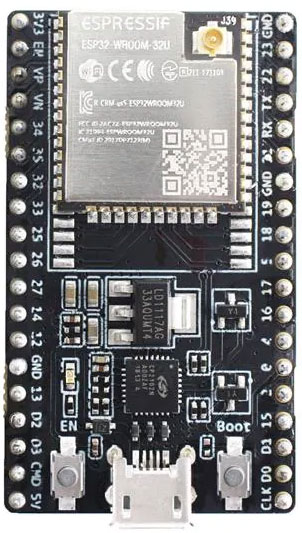 ESPRESSIF
ESP32-WROOM-32U
J39
3V3
EN
VP
VN
34
35
32
33
25
26
27
14
12
GND
13
D2
D3
CMD
5V
GND
23
22
TX
RX
21
GND
19
18
5
17
16
4
0
2
15
D1
D0
CLK
LD1117AG
33AQUMT4
EN
Boot